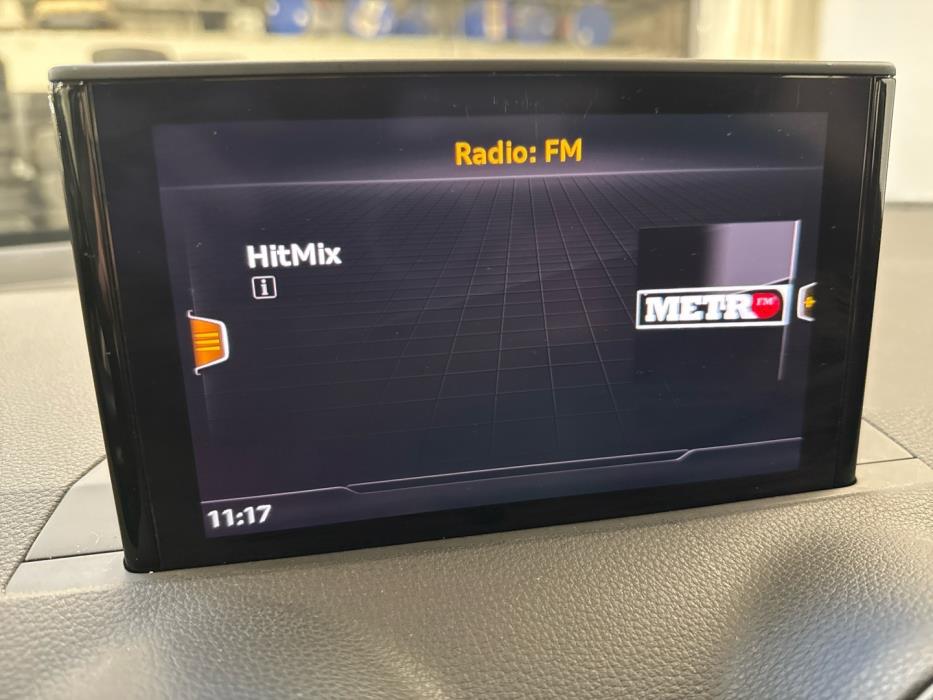 Radio: FM
HitMix
i
METRO FM
11:17